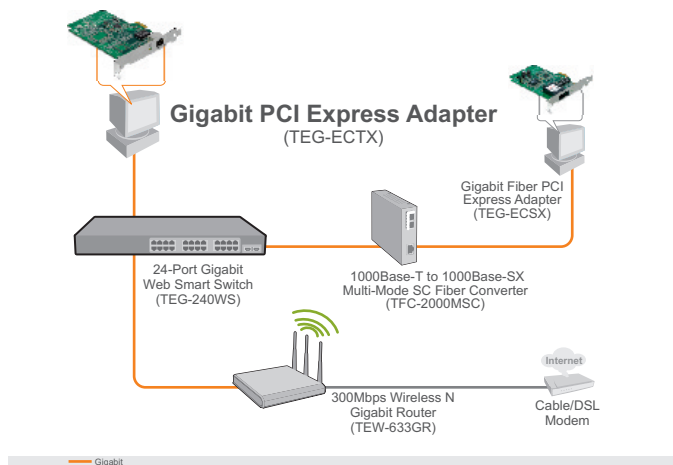 Gigabit PCI Express Adapter
(TEG-ECTX)
Gigabit Fiber PCI
Express Adapter
(TEG-ECSX)
24-Port Gigabit
Web Smart Switch
(TEG-240WS)
1000Base-T to 1000Base-SX
Multi-Mode SC Fiber Converter
(TFC-2000MSC)
Internet
300Mbps Wireless N
Gigabit Router
(TEW-633GR)
Cable/DSL
Modem
Gigabit